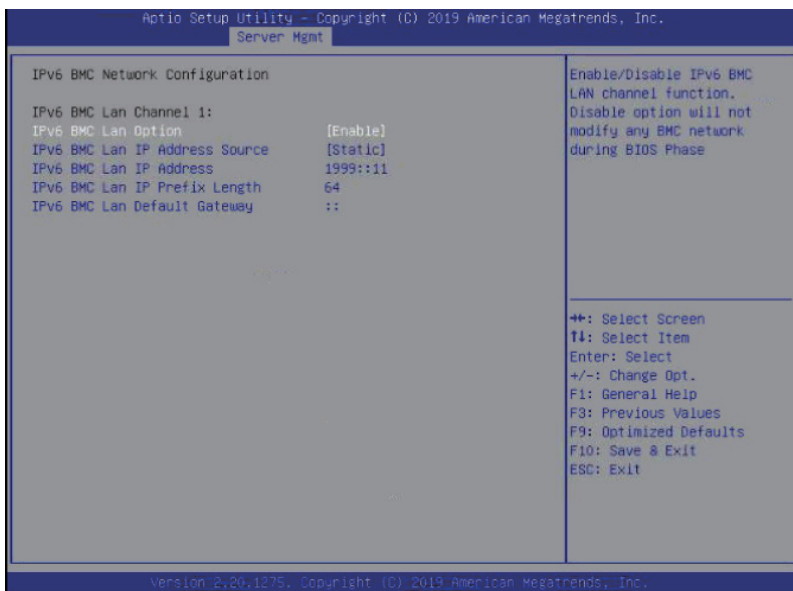 Aptio Setup Utility - Copyright (C) 2019 American Megatrends, Inc.
Server Mgmt
IPv6 BMC Network Configuration
IPv6 BMC Lan Channel 1:
IPv6 BMC Lan Option [Enable]
IPv6 BMC Lan IP Address Source [Static]
IPv6 BMC Lan IP Address 1999::11
IPv6 BMC Lan IP Prefix Length 64
IPv6 BMC Lan Default Gateway ::
Enable/Disable IPv6 BMC
LAN channel function.
Disable option will not
modify any BMC network
during BIOS Phase
→←: Select Screen
↑↓: Select Item
Enter: Select
+/-: Change Opt.
F1: General Help
F3: Previous Values
F9: Optimized Defaults
F10: Save & Exit
ESC: Exit
Version 2.20.1275. Copyright (C) 2019 American Megatrends, Inc.